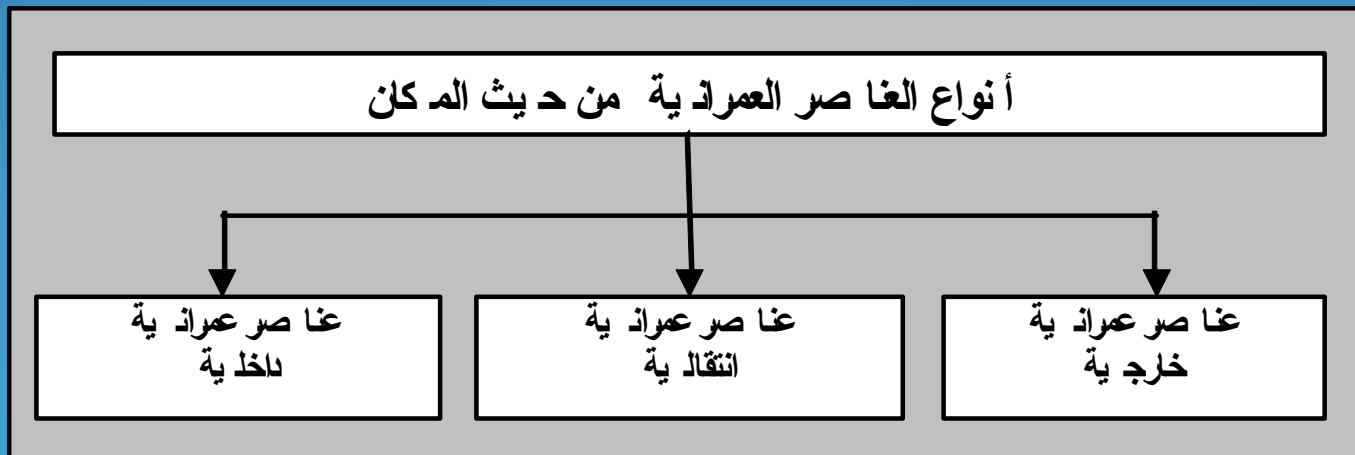 أنواع العناصر العمرانية من حيث المكان
عناصر عمرانية
خارجية
عناصر عمرانية
انتقالية
عناصر عمرانية
داخلية